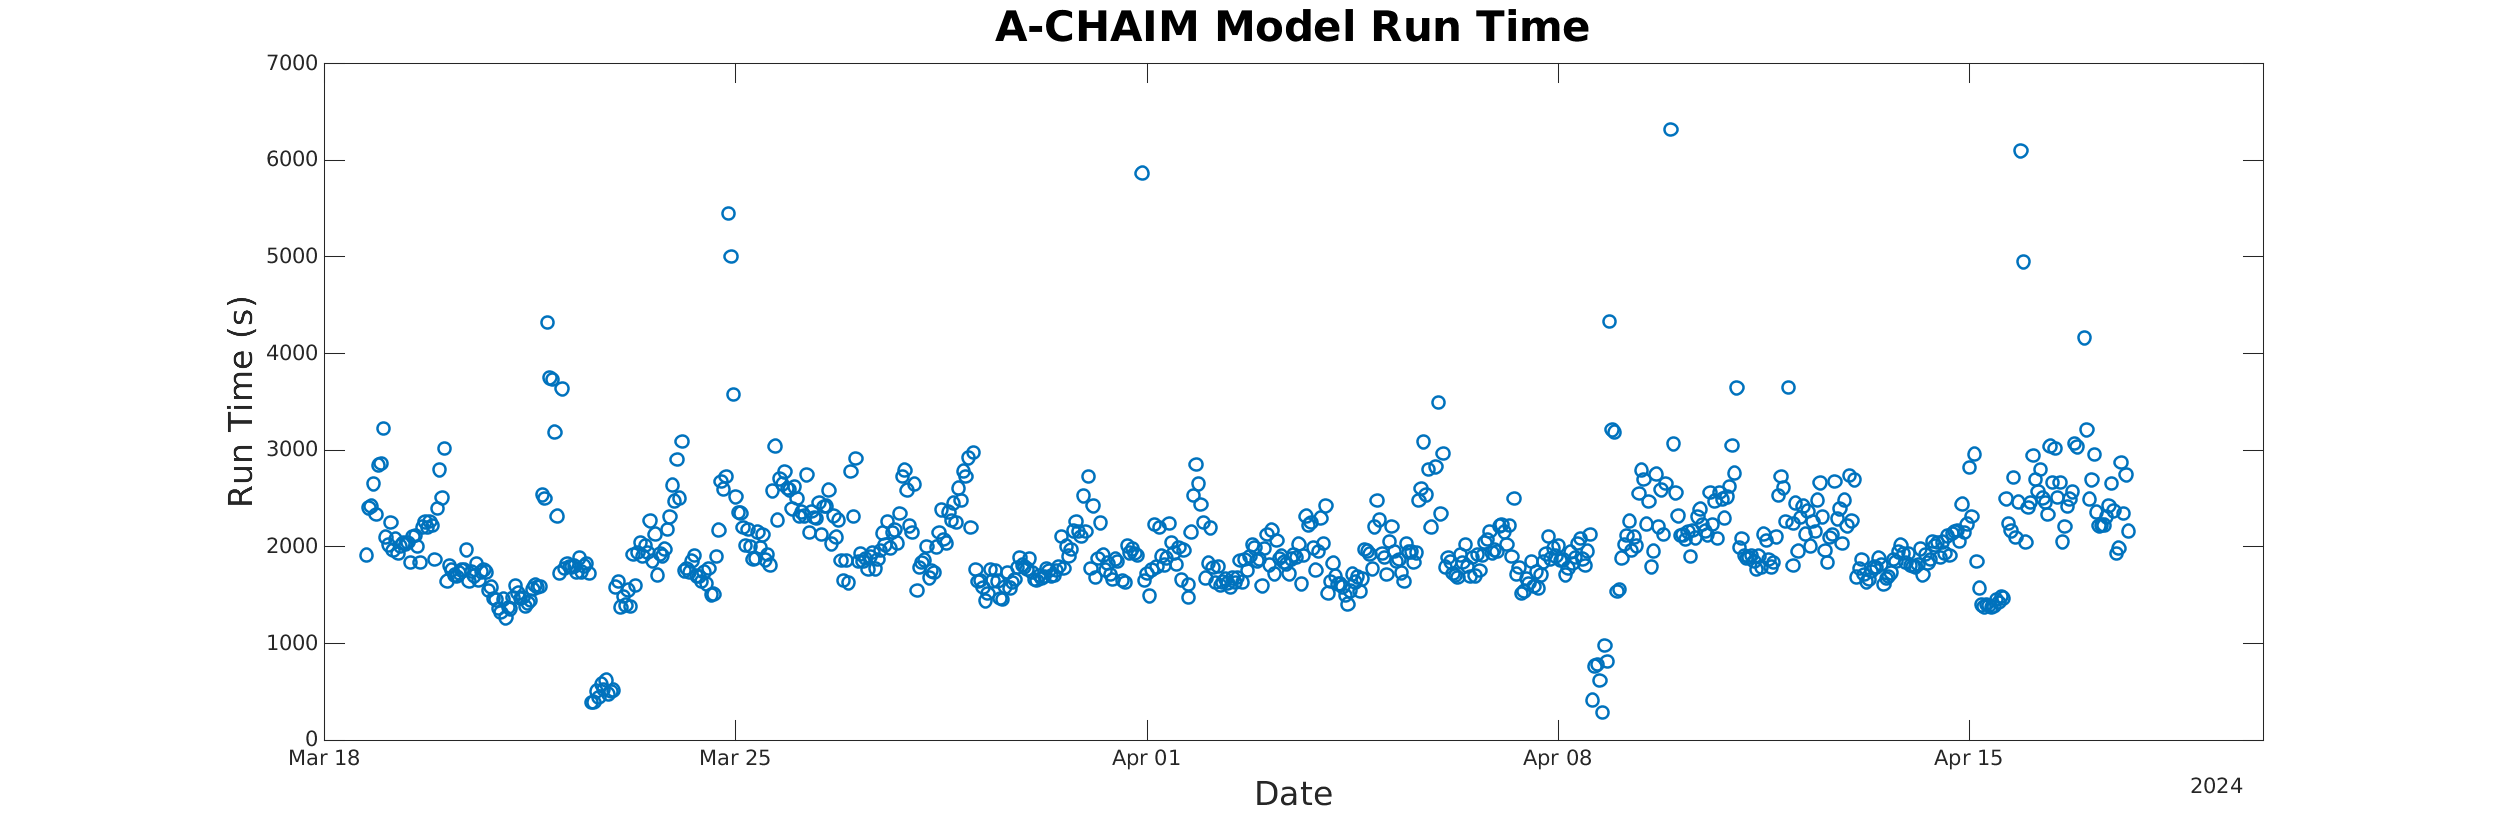 A-CHAIM Model Run Time
7000
6000
5000
4000
3000
2000
1000
0
Run Time (s)
Mar 18 Mar 25 Apr 01 Apr 08 Apr 15
Date
2024